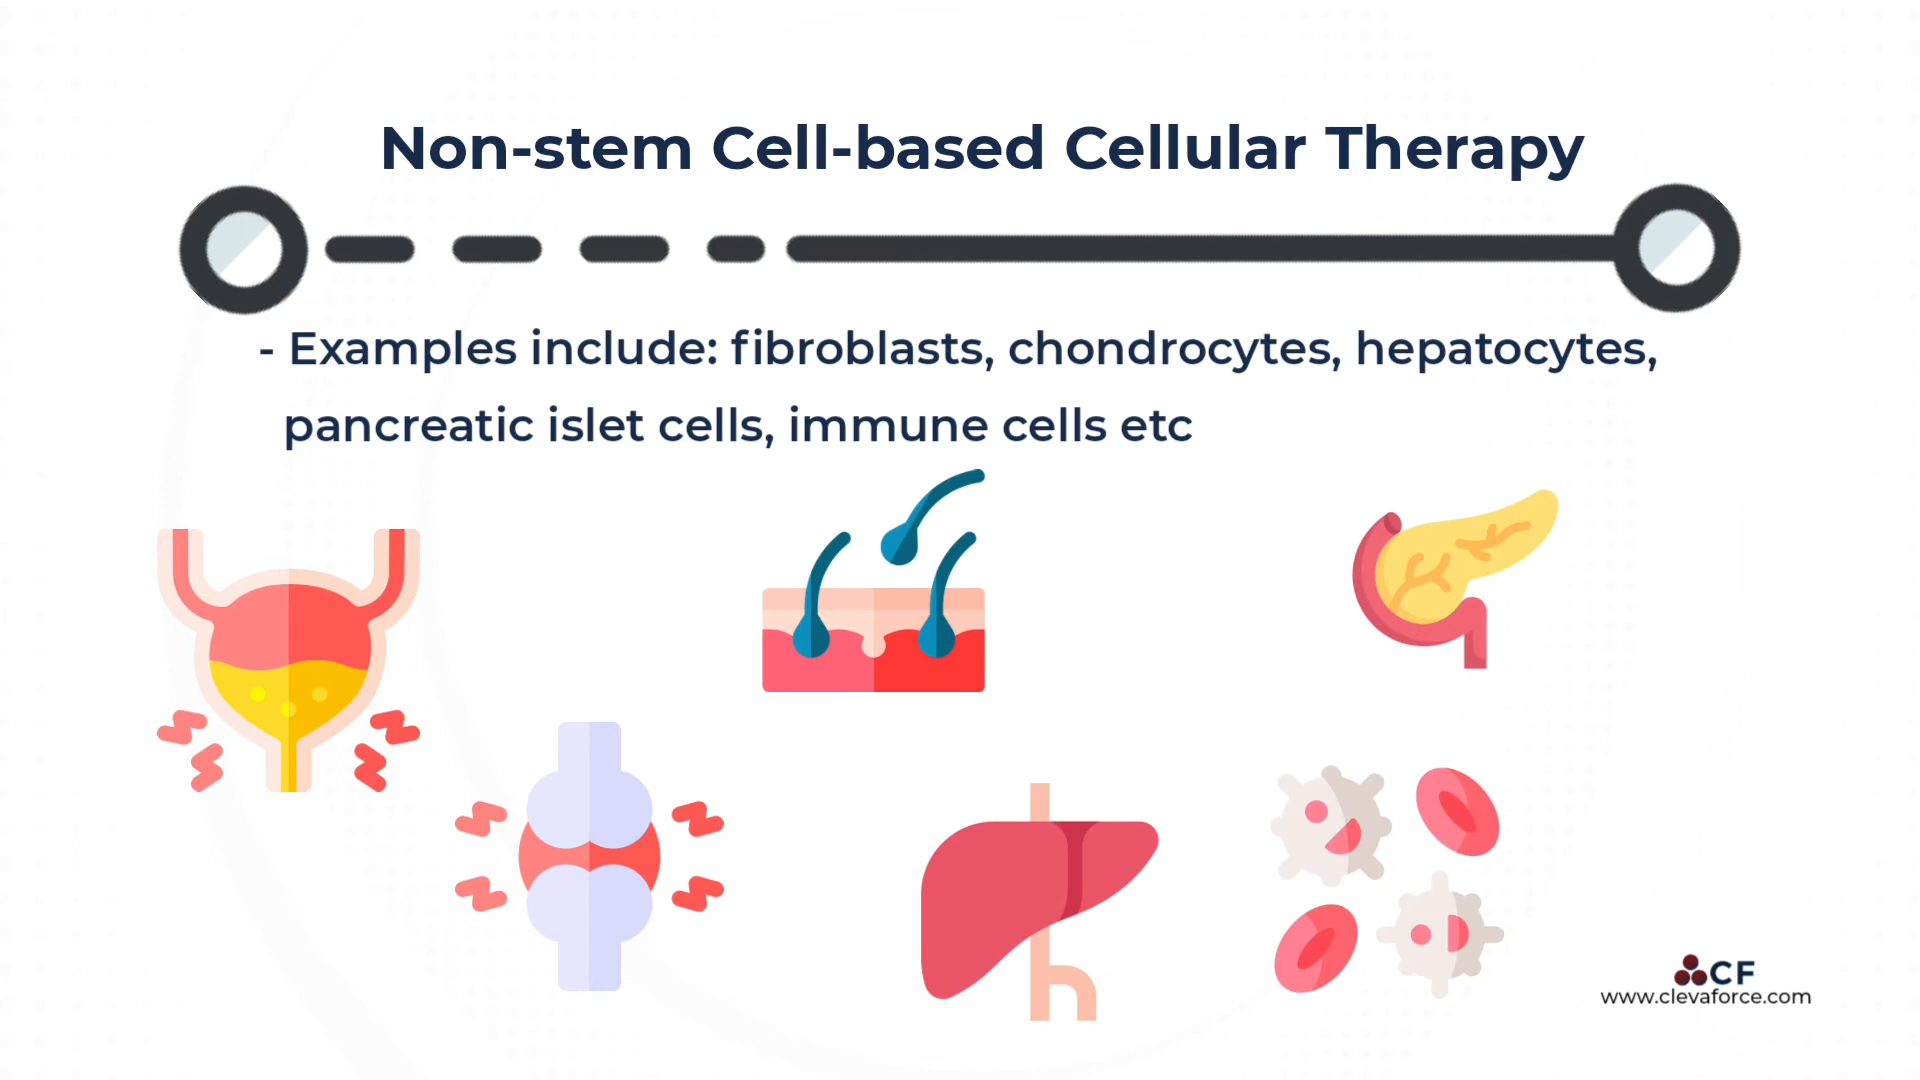 Non-stem Cell-based Cellular Therapy
- Examples include: fibroblasts, chondrocytes, hepatocytes,
pancreatic islet cells, immune cells etc
CF
www.clevaforce.com